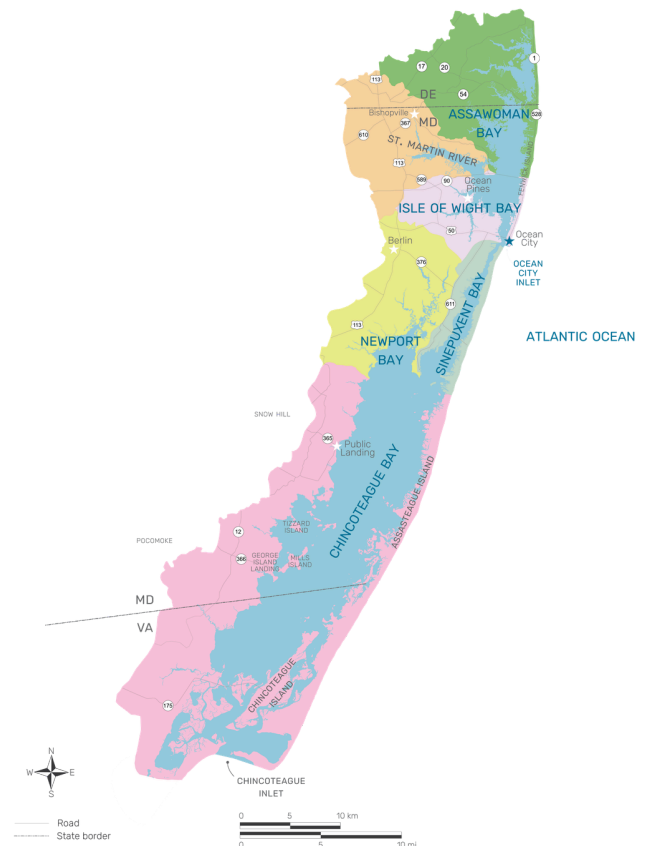 1
17
20
113
54
DE
ASSAWOMAN
BAY
528
Bishopville
MD
367
610
ST. MARTIN RIVER
FENWICK ISLAND
113
589
90
Ocean
Pines
ISLE OF WIGHT BAY
50
Ocean
City
Berlin
376
OCEAN
CITY
INLET
611
SINEPUXENT BAY
113
NEWPORT
BAY
ATLANTIC OCEAN
SNOW HILL
365
Public
Landing
CHINCOTEAGUE BAY
ASSATEAGUE ISLAND
TIZZARD
ISLAND
12
POCOMOKE
366
GEORGE
ISLAND
LANDING
MILLS
ISLAND
MD
VA
CHINCOTEAGUE
ISLAND
175
N
W
E
S
CHINCOTEAGUE
INLET
Road
State border
0 5 10 km
0 5 10 mi